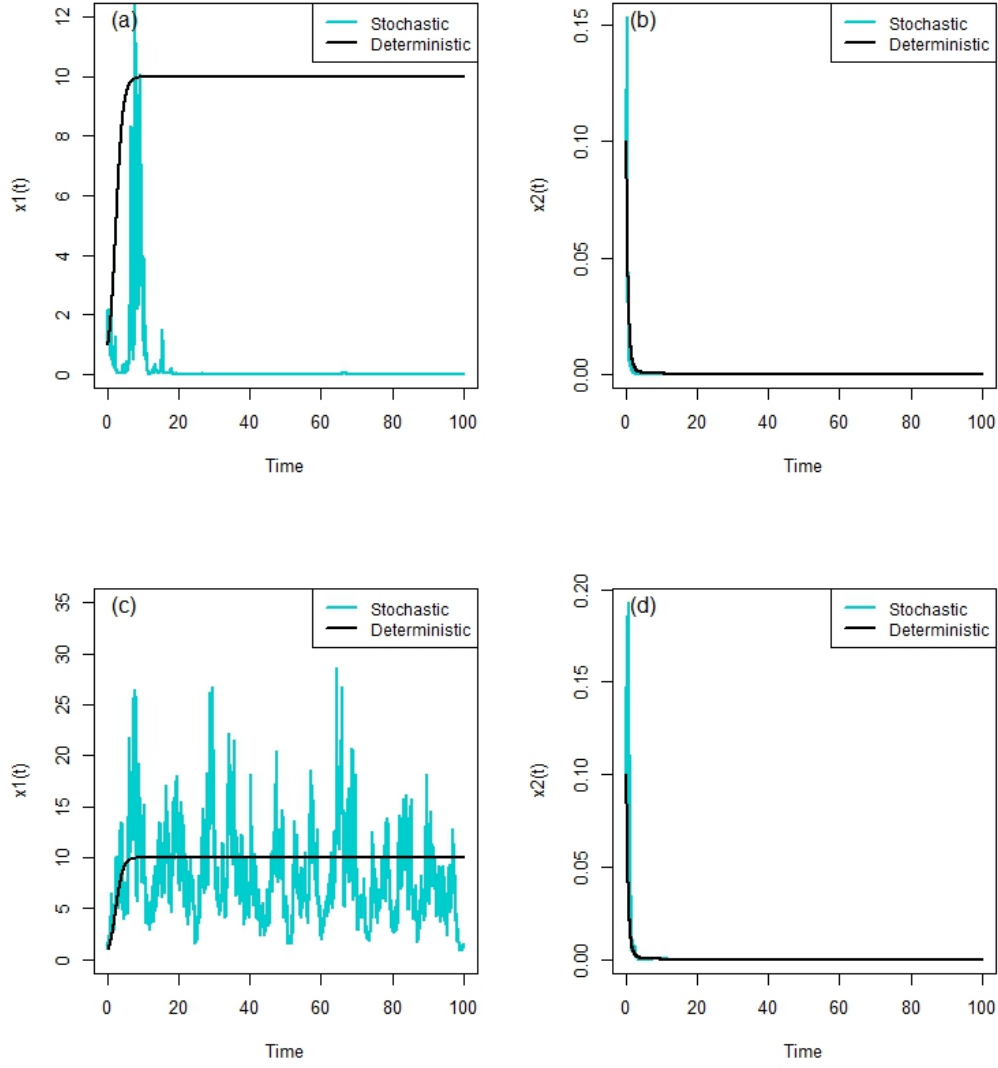 (a)
Stochastic
Deterministic
12
10
8
6
4
2
0
x1(t)
0 20 40 60 80 100
Time
(b)
Stochastic
Deterministic
0.15
0.10
0.05
0.00
x2(t)
0 20 40 60 80 100
Time
(c)
Stochastic
Deterministic
35
30
25
20
15
10
5
0
x1(t)
0 20 40 60 80 100
Time
(d)
Stochastic
Deterministic
0.20
0.15
0.10
0.05
0.00
x2(t)
0 20 40 60 80 100
Time